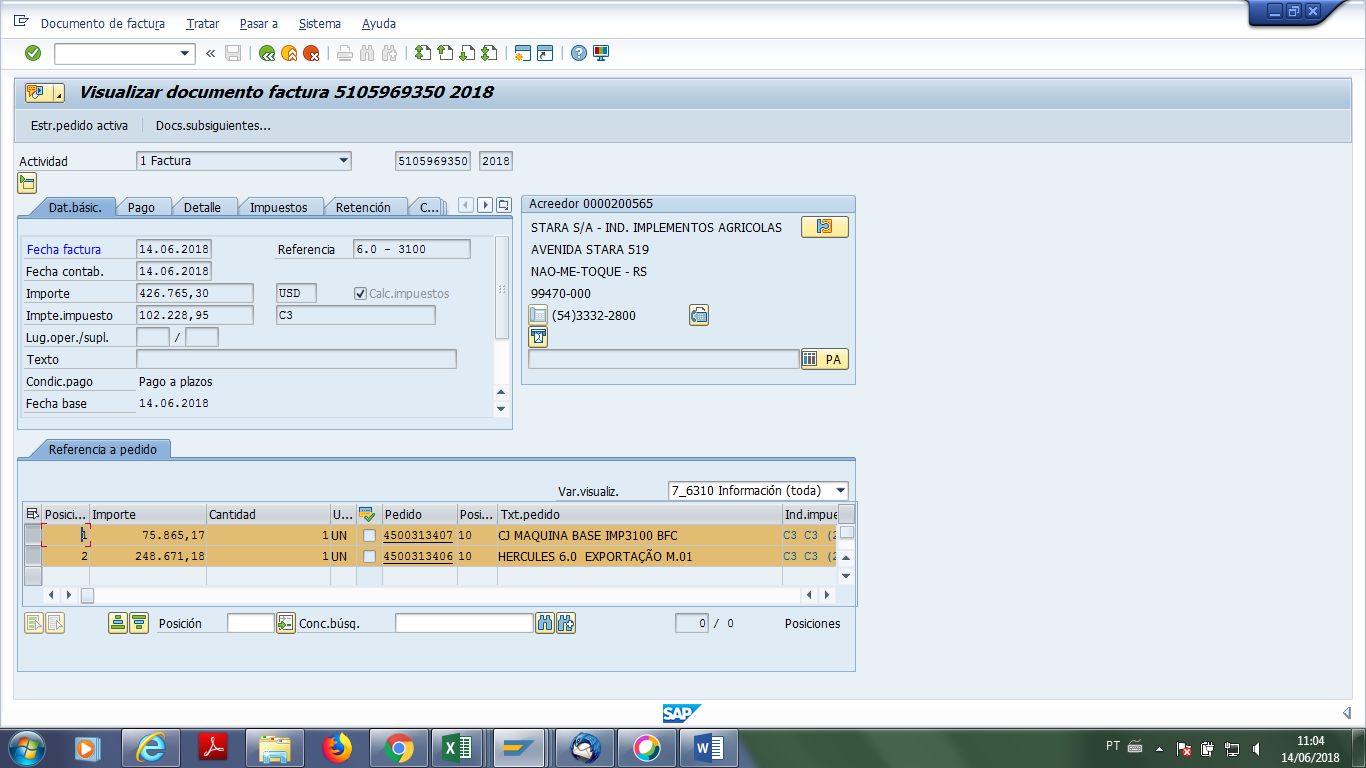 Documento de factura Tratar Pasar a Sistema Ayuda
Visualizar documento factura 5105969350 2018
Estr.pedido activa Docs.subsiguientes...
Actividad 1 Factura 5105969350 2018
Dat.básic. Pago Detalle Impuestos Retención C...
Fecha factura 14.06.2018 Referencia 6.0 - 3100
Fecha contab. 14.06.2018
Importe 426.765,30 USD Calc.impuestos
Impte.impuesto 102.228,95 C3
Lug.oper./supl. /
Texto
Condic.pago Pago a plazos
Fecha base 14.06.2018
Acreedor 0000200565
STARA S/A - IND. IMPLEMENTOS AGRICOLAS
AVENIDA STARA 519
NAO-ME-TOQUE - RS
99470-000
(54)3332-2800
PA
Referencia a pedido
Var.visualiz. 7_6310 Información (toda)
Posici... Importe Cantidad U... Pedido Posi... Txt.pedido Ind.impue
1 75.865,17 1 UN 4500313407 10 CJ MAQUINA BASE IMP3100 BFC C3 C3 (2
2 248.671,18 1 UN 4500313406 10 HERCULES 6.0 EXPORTAÇÃO M.01 C3 C3 (2
Posición Conc.búsq. 0 / 0 Posiciones
SAP
PT 11:04
14/06/2018